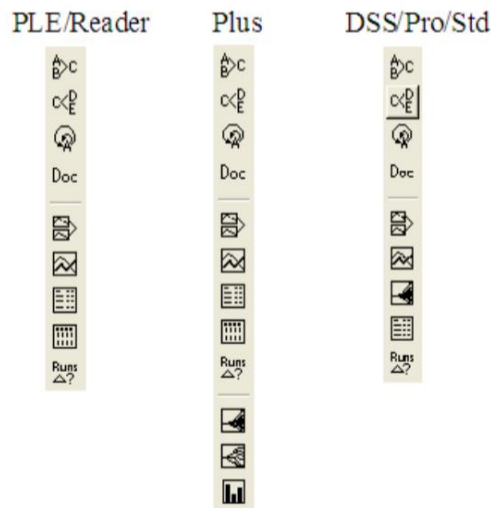 PLE/Reader Plus DSS/Pro/Std
A B C
C D E
A
Doc
Runs
△?
A B C
C D E
A
Doc
Runs
△?
A B C
C D E
A
Doc
Runs
△?